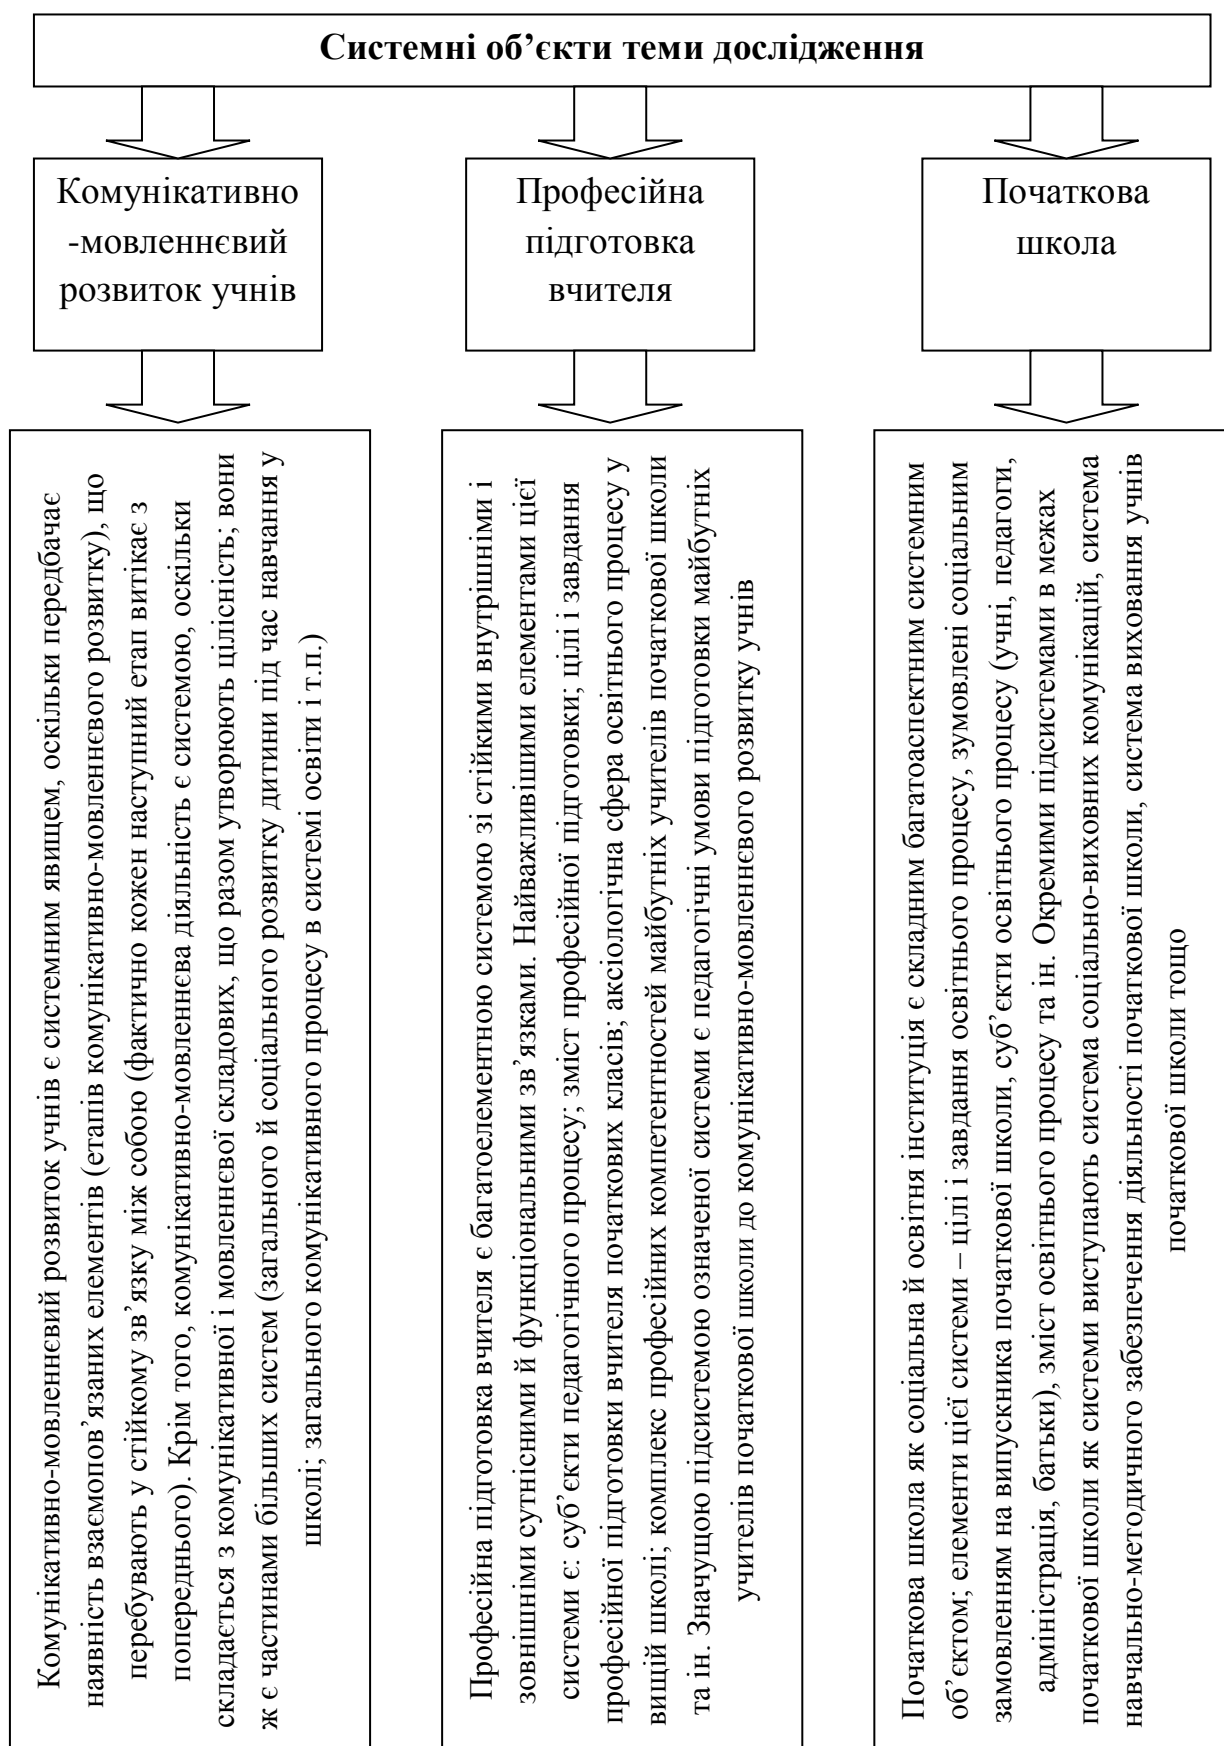 Системні об’єкти теми дослідження
Комунікативно
-мовленнєвий
розвиток учнів
Професійна
підготовка
вчителя
Початкова
школа
Комунікативно-мовленнєвий розвиток учнів є системним явищем, оскільки передбачає
наявність взаємопов’язаних елементів (етапів комунікативно-мовленнєвого розвитку), що
перебувають у стійкому зв’язку між собою (фактично кожен наступний етап витікає з
попереднього). Крім того, комунікативно-мовленнєва діяльність є системою, оскільки
складається з комунікативної і мовленнєвої складових, що разом утворюють цілісність; вони
ж є частинами більших систем (загального й соціального розвитку дитини під час навчання у
школі; загального комунікативного процесу в системі освіти і т.п.)
Професійна підготовка вчителя є багатоелементною системою зі стійкими внутрішніми і
зовнішніми сутнісними й функціональними зв’язками. Найважливішими елементами цієї
системи є: суб’єкти педагогічного процесу; зміст професійної підготовки; цілі і завдання
професійної підготовки вчителя початкових класів; аксіологічна сфера освітнього процесу у
вищій школі; комплекс професійних компетентностей майбутніх учителів початкової школи
та ін. Значущою підсистемою означеної системи є педагогічні умови підготовки майбутніх
учителів початкової школи до комунікативно-мовленнєвого розвитку учнів
Початкова школа як соціальна й освітня інституція є складним багатоаспектним системним
об’єктом; елементи цієї системи – цілі і завдання освітнього процесу, зумовлені соціальним
замовленням на випускника початкової школи, суб’єкти освітнього процесу (учні, педагоги,
адміністрація, батьки), зміст освітнього процесу та ін. Окремими підсистемами в межах
початкової школи як системи виступають система соціально-виховних комунікацій, система
навчально-методичного забезпечення діяльності початкової школи, система виховання учнів
початкової школи тощо